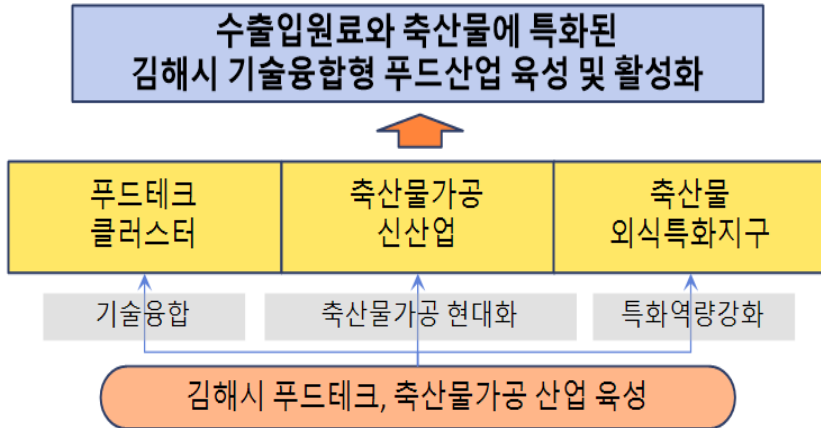 수출입원료와 축산물에 특화된
김해시 기술융합형 푸드산업 육성 및 활성화
푸드테크
클러스터
축산물가공
신산업
축산물
외식특화지구
기술융합
축산물가공 현대화
특화역량강화
김해시 푸드테크, 축산물가공 산업 육성